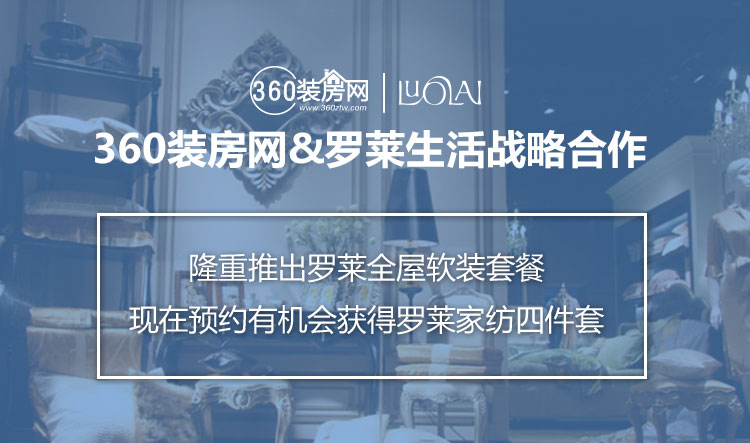 360装房网 | LUOLAI
www.360ztw.com
360装房网&罗莱生活战略合作
隆重推出罗莱全屋软装套餐
现在预约有机会获得罗莱家纺四件套